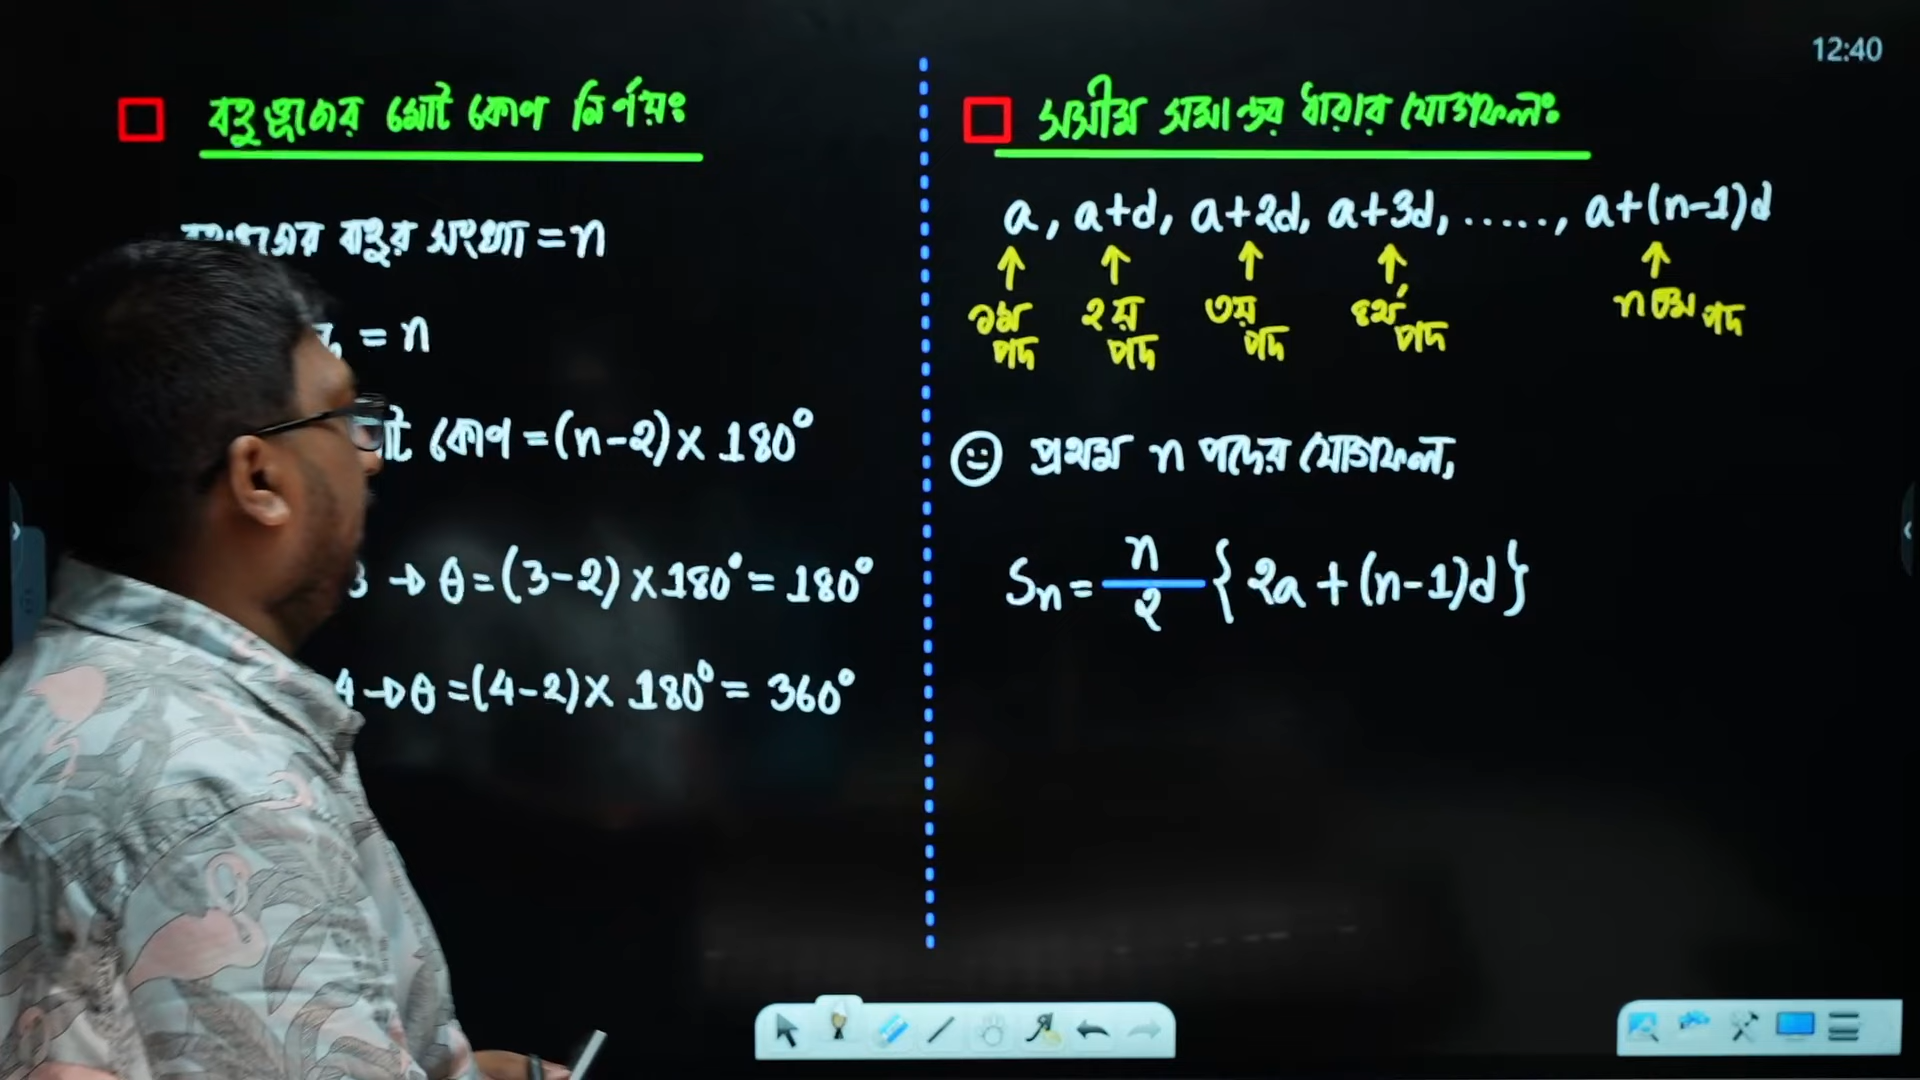 12:40
বহুভুজের মোট কোণ নির্ণয়ঃ
বাহুর সংখ্যা = n
= n
কোণ = (n-2) × 180°
3 → θ = (3-2) × 180° = 180°
4 → θ = (4-2) × 180° = 360°
সসীম সমান্তর ধারার যোগফলঃ
a, a+d, a+2d, a+3d, ....., a+(n-1)d
১ম পদ ২য় পদ ৩য় পদ ৪র্থ পদ n তম পদ
প্রথম n পদের যোগফল,
Sn = n/2 { 2a + (n-1)d }